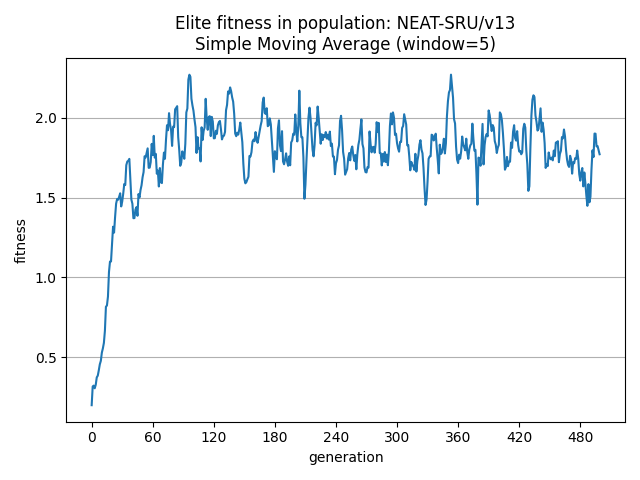 Elite fitness in population: NEAT-SRU/v13
Simple Moving Average (window=5)
fitness
2.0
1.5
1.0
0.5
0 60 120 180 240 300 360 420 480
generation